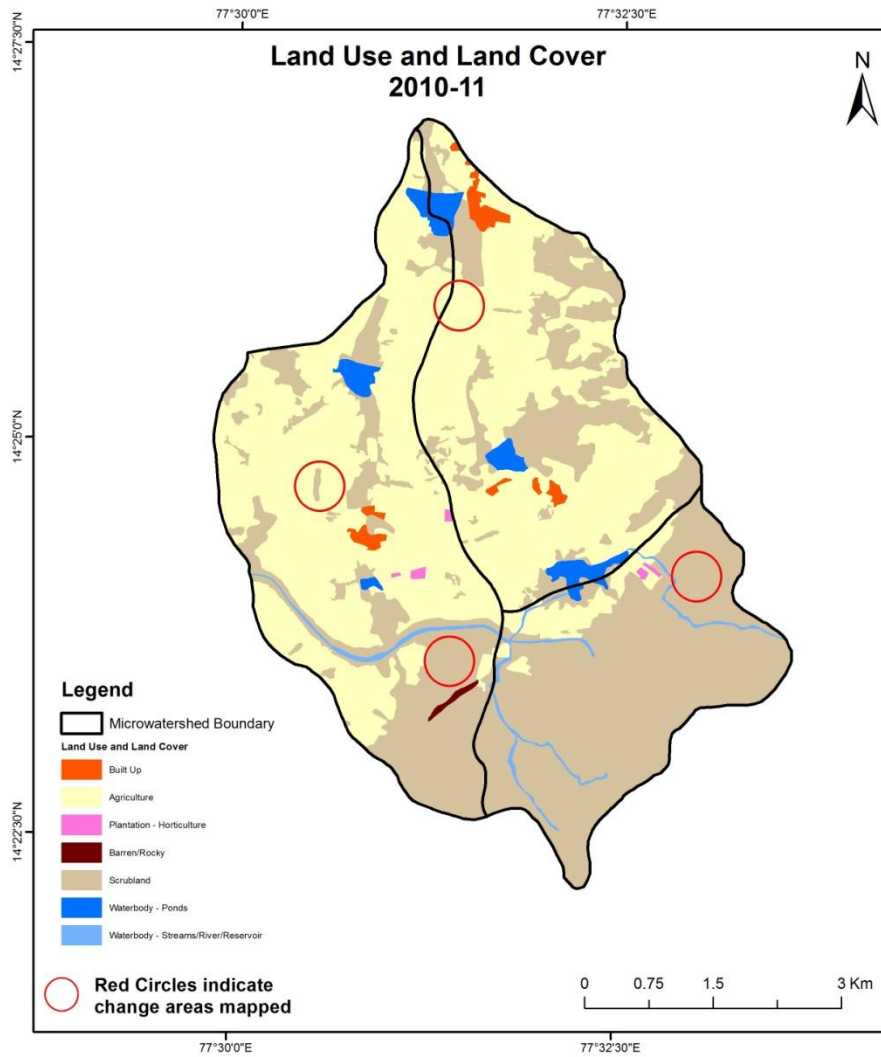 77°30'0"E
77°32'30"E
14°27'30"N
Land Use and Land Cover
2010-11
N
14°25'0"N
14°22'30"N
Legend
Microwatershed Boundary
Land Use and Land Cover
Built Up
Agriculture
Plantation - Horticulture
Barren/Rocky
Scrubland
Waterbody - Ponds
Waterbody - Streams/River/Reservoir
Red Circles indicate
change areas mapped
0 0.75 1.5 3 Km
77°30'0"E
77°32'30"E